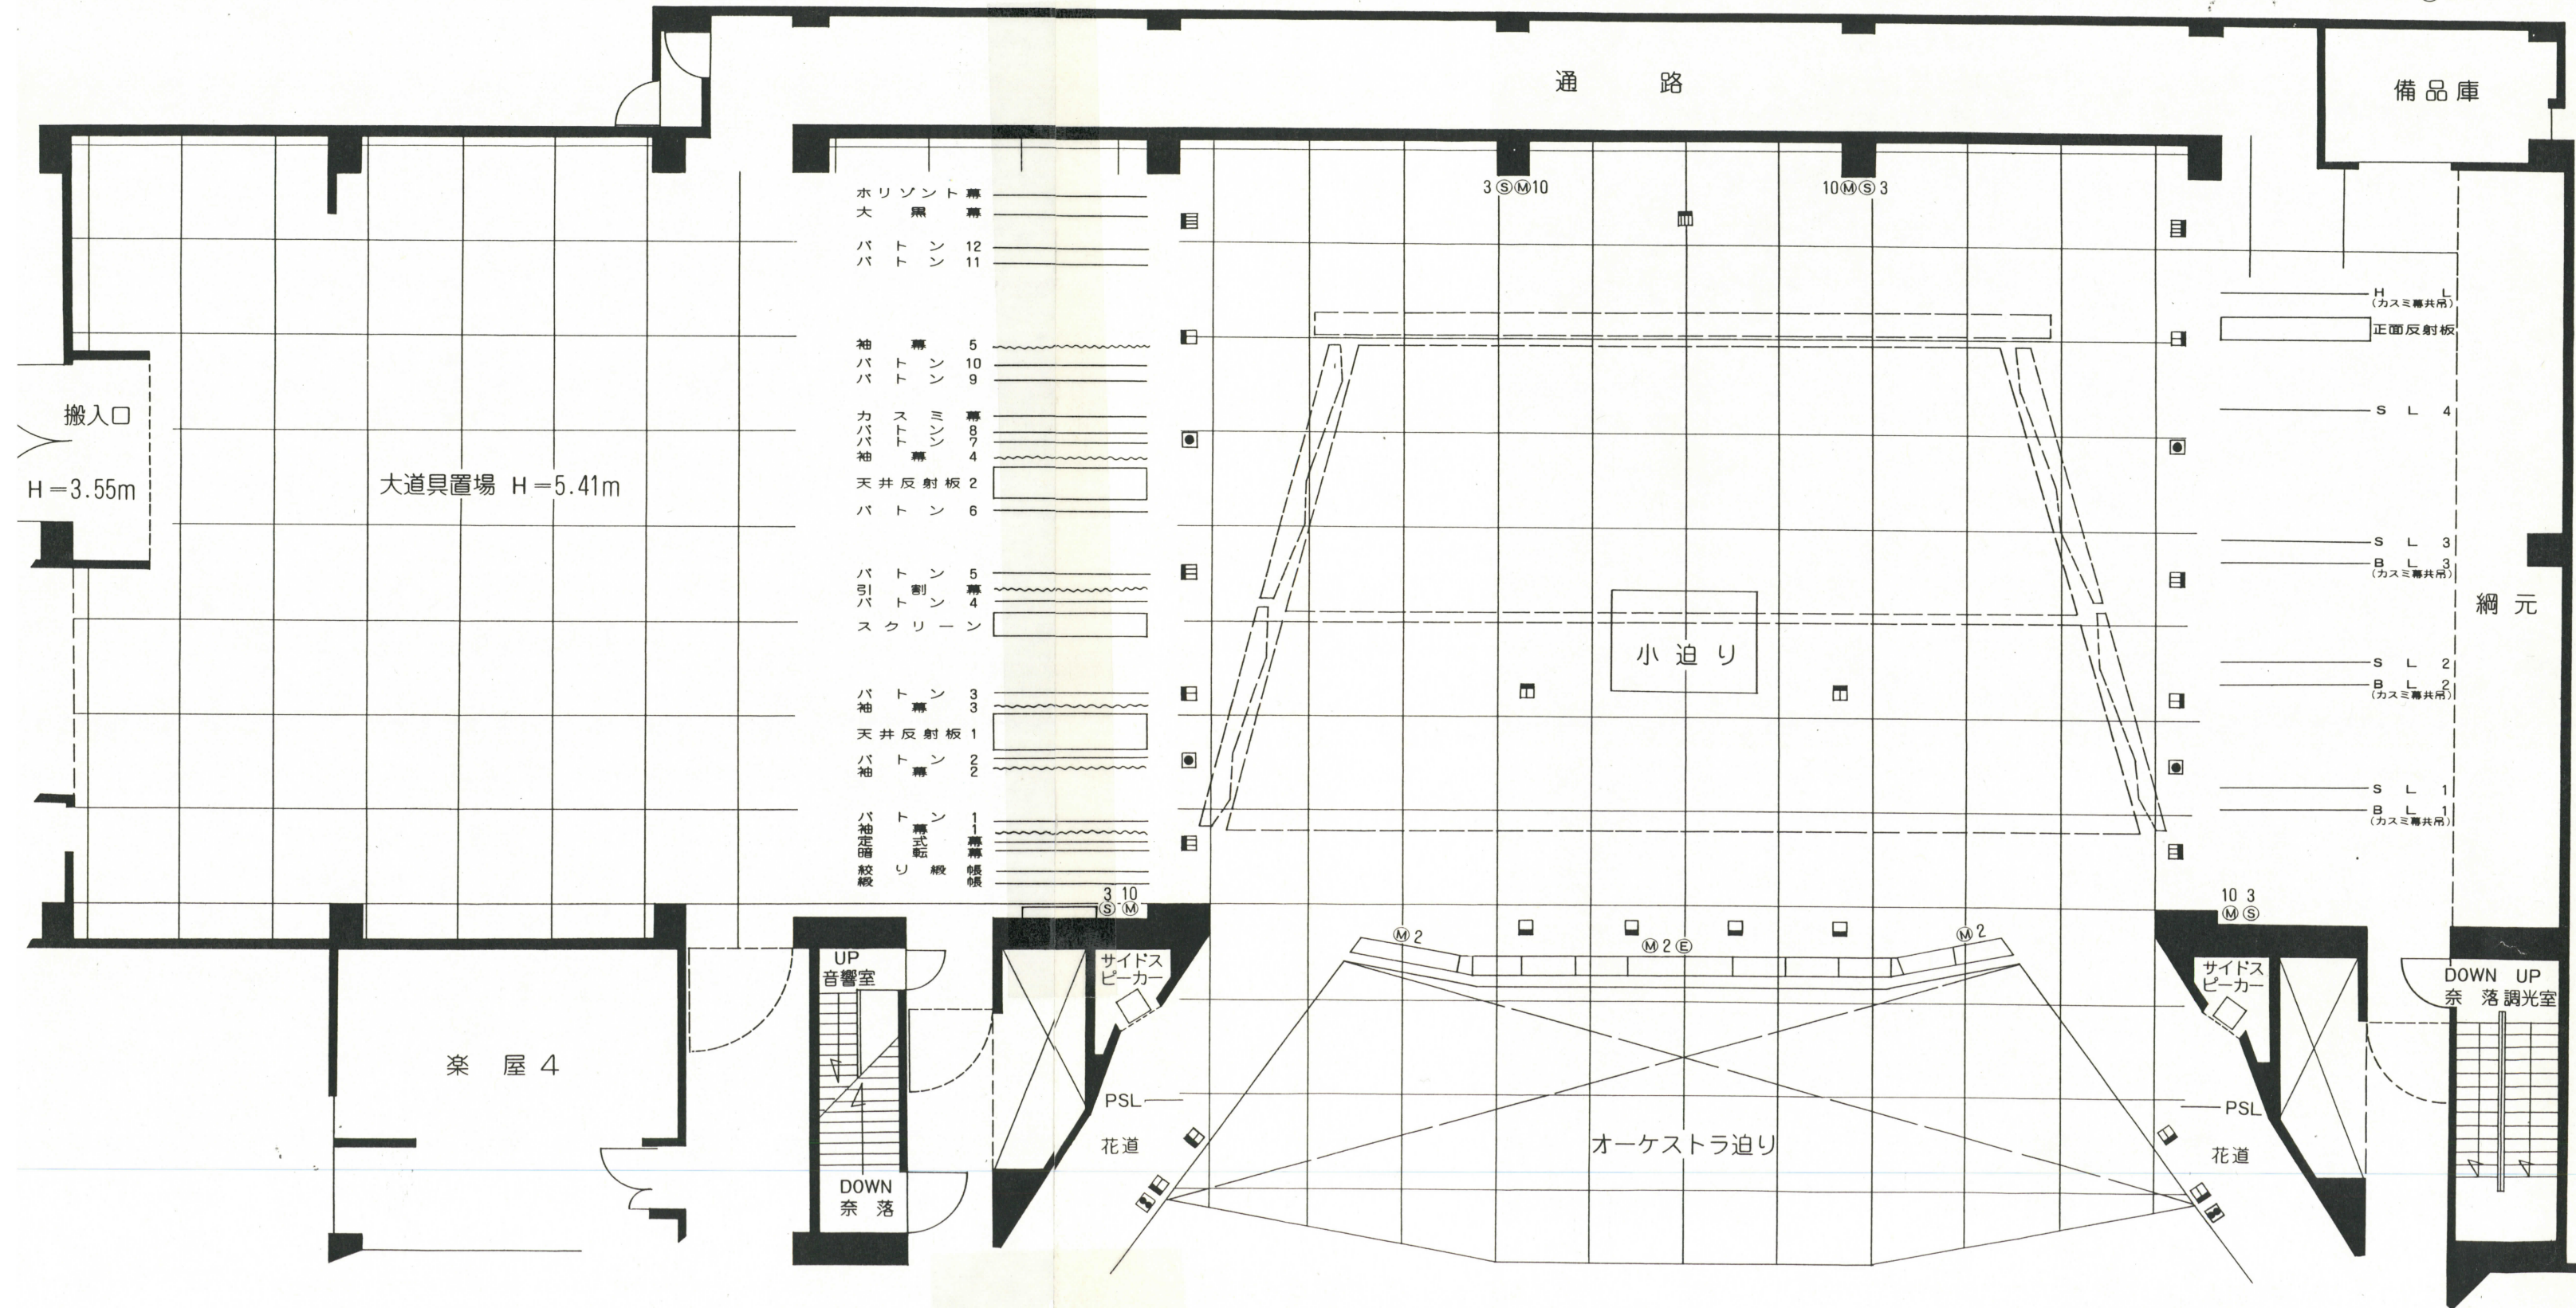 通 路
備品庫
3ⓈⓂ10
10ⓂⓈ3
ホリゾント幕
大黒幕
バトン 12
バトン 11
袖幕 5
バトン 10
バトン 9
カスミ幕
バトン 8
バトン 7
袖幕 4
天井反射板 2
バトン 6
バトン 5
引割幕
バトン 4
スクリーン
バトン 3
袖幕 3
天井反射板 1
バトン 2
袖幕 2
バトン 1
袖幕 1
定式幕
暗転幕
絞り緞帳
緞帳
H L
(カスミ幕共吊)
正面反射板
S L 4
S L 3
B L 3
(カスミ幕共吊)
S L 2
B L 2
(カスミ幕共吊)
S L 1
B L 1
(カスミ幕共吊)
綱元
搬入口
H=3.55m
大道具置場 H=5.41m
小迫り
3 10
Ⓢ Ⓜ
10 3
Ⓜ Ⓢ
Ⓜ2
Ⓜ2Ⓔ
Ⓜ2
UP
音響室
サイドス
ピーカー
サイドス
ピーカー
DOWN UP
奈落 調光室
楽屋4
PSL
花道
オーケストラ迫り
PSL
花道
DOWN
奈落